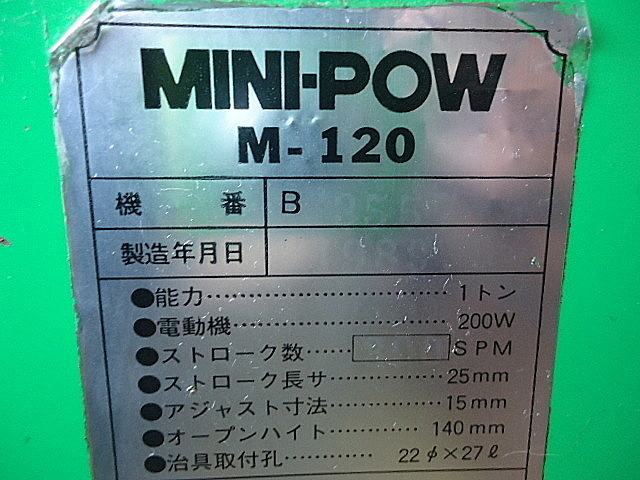 MINI-POW
M-120
機 番 B
製造年月日
●能力……………………………1トン
●電動機…………………………200W
●ストローク数…… SPM
●ストローク長サ……………25mm
●アジャスト寸法……………15mm
●オープンハイト…………140mm
●治具取付孔…………22φ×27ℓ